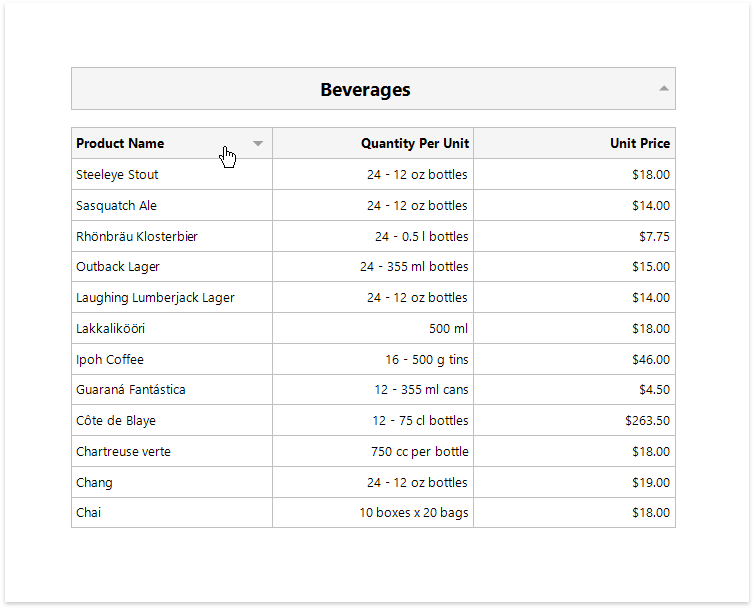 Beverages
Product Name Quantity Per Unit Unit Price
Steeleye Stout 24 - 12 oz bottles $18.00
Sasquatch Ale 24 - 12 oz bottles $14.00
Rhönbräu Klosterbier 24 - 0.5 l bottles $7.75
Outback Lager 24 - 355 ml bottles $15.00
Laughing Lumberjack Lager 24 - 12 oz bottles $14.00
Lakkalikööri 500 ml $18.00
Ipoh Coffee 16 - 500 g tins $46.00
Guaraná Fantástica 12 - 355 ml cans $4.50
Côte de Blaye 12 - 75 cl bottles $263.50
Chartreuse verte 750 cc per bottle $18.00
Chang 24 - 12 oz bottles $19.00
Chai 10 boxes x 20 bags $18.00